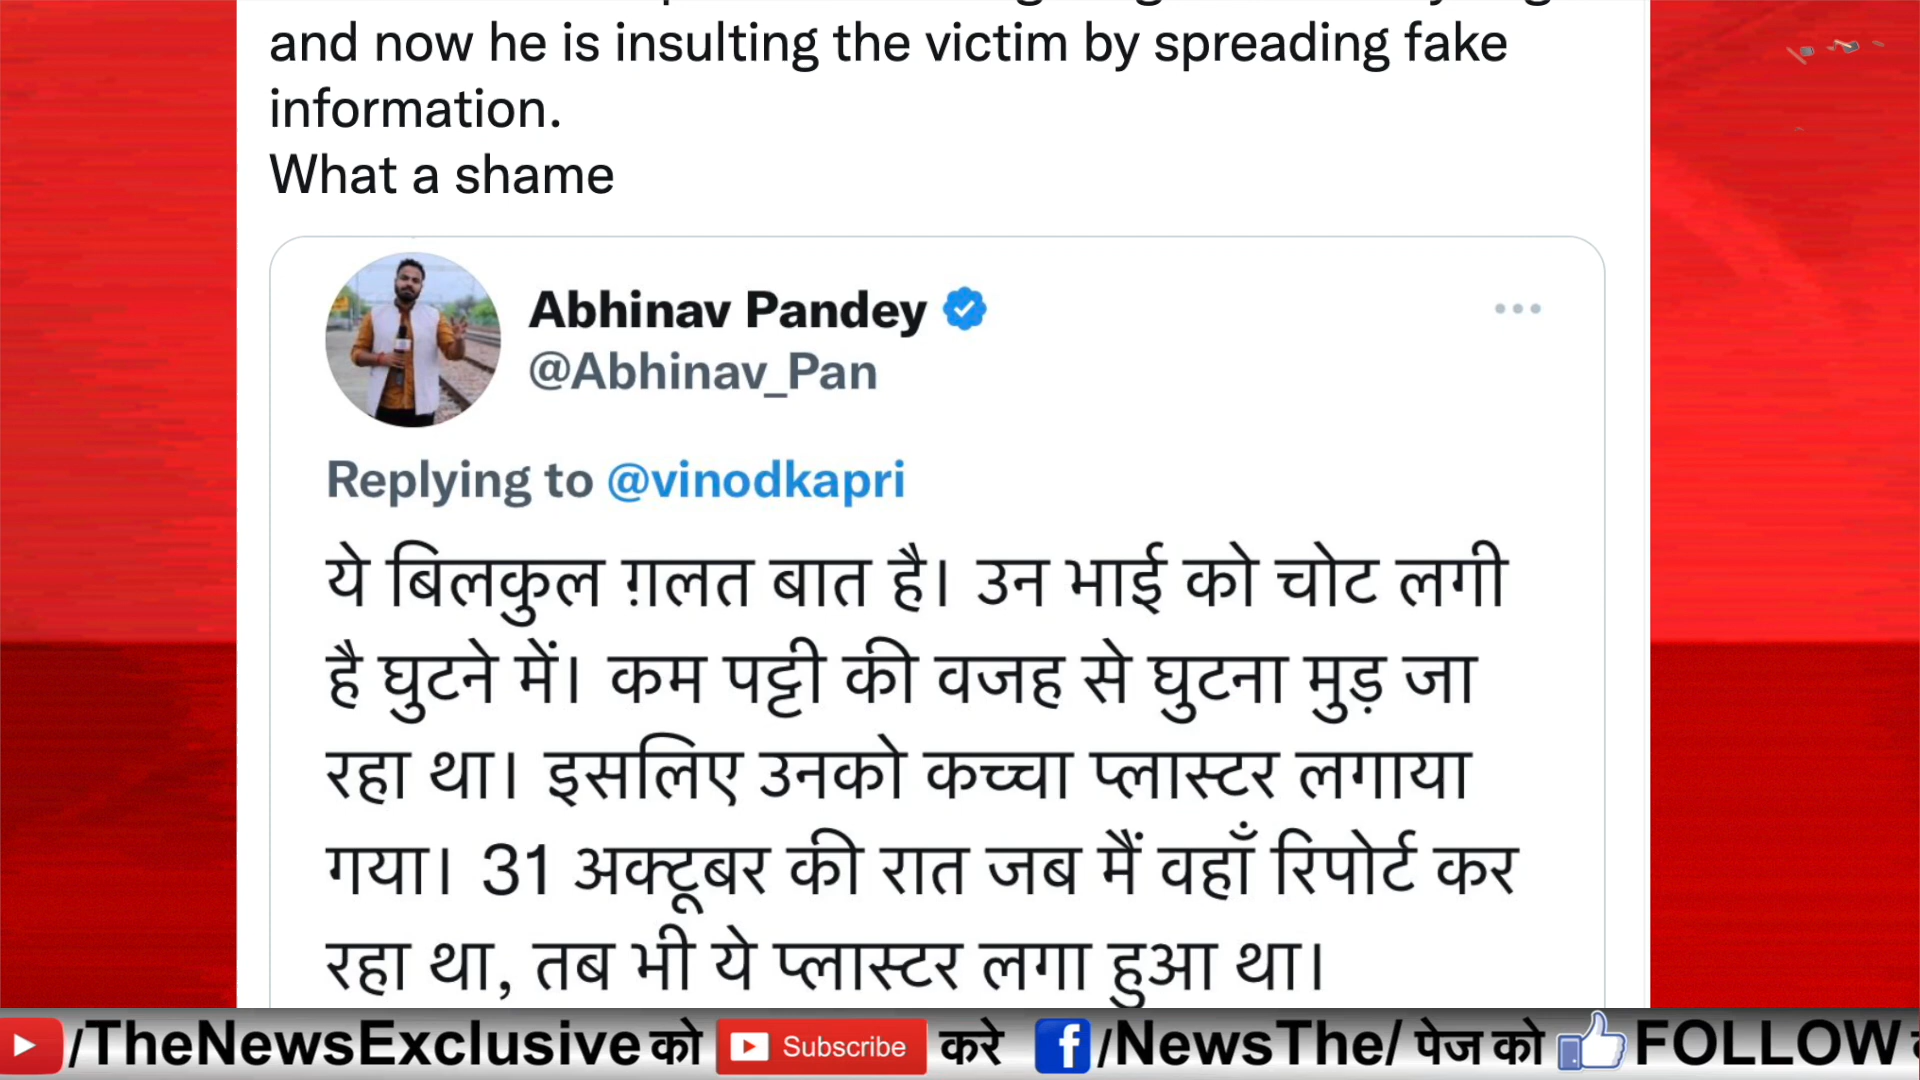 and now he is insulting the victim by spreading fake
information.
What a shame
Abhinav Pandey
@Abhinav_Pan
Replying to @vinodkapri
ये बिलकुल ग़लत बात है। उन भाई को चोट लगी
है घुटने में। कम पट्टी की वजह से घुटना मुड़ जा
रहा था। इसलिए उनको कच्चा प्लास्टर लगाया
गया। 31 अक्टूबर की रात जब मैं वहाँ रिपोर्ट कर
रहा था, तब भी ये प्लास्टर लगा हुआ था।
/TheNewsExclusive को Subscribe करे f /NewsThe/ पेज को FOLLOW